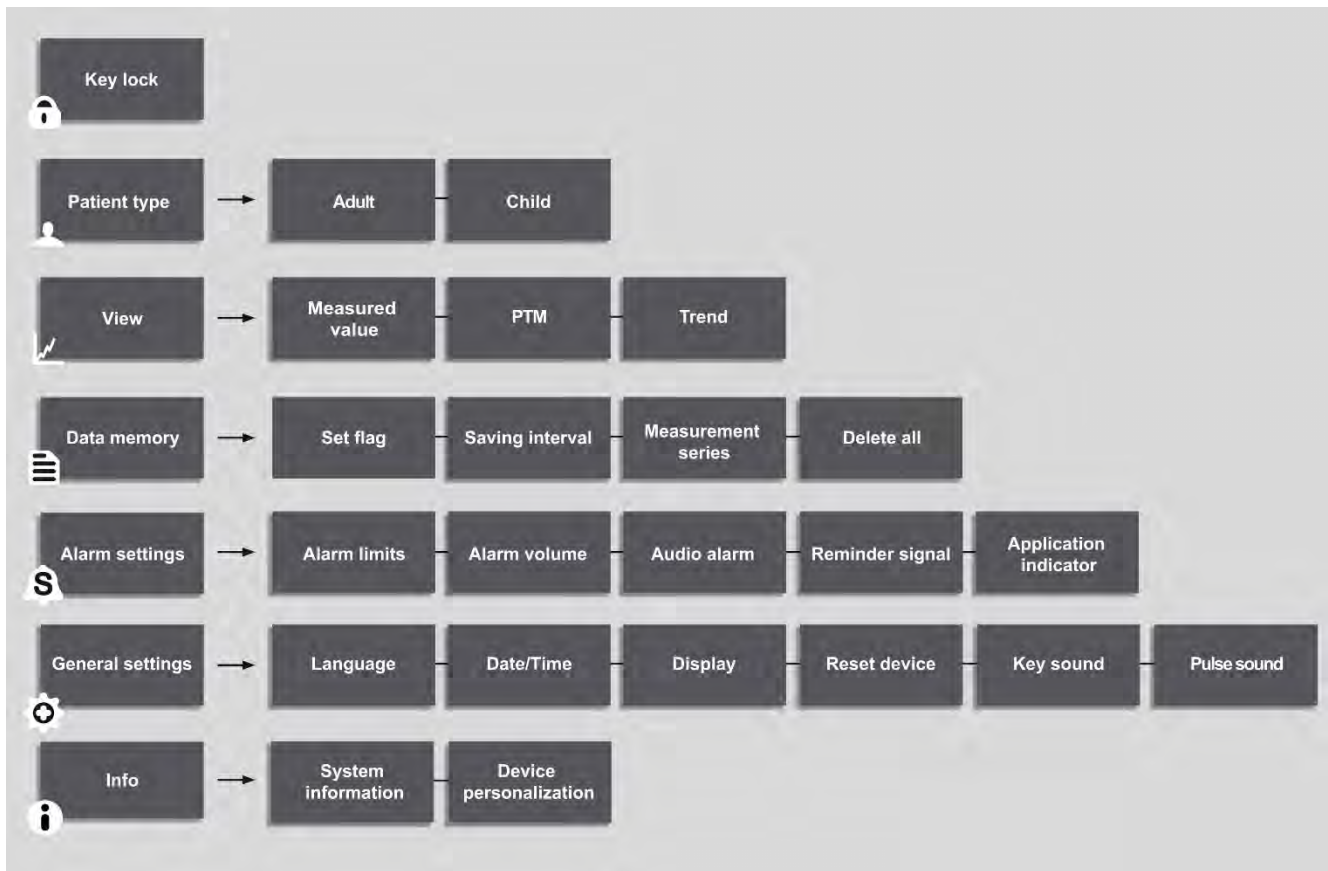 Key lock
Patient type
Adult
Child
View
Measured
value
PTM
Trend
Data memory
Set flag
Saving interval
Measurement
series
Delete all
Alarm settings
S
Alarm limits
Alarm volume
Audio alarm
Reminder signal
Application
indicator
General settings
Language
Date/Time
Display
Reset device
Key sound
Pulse sound
Info
i
System
information
Device
personalization